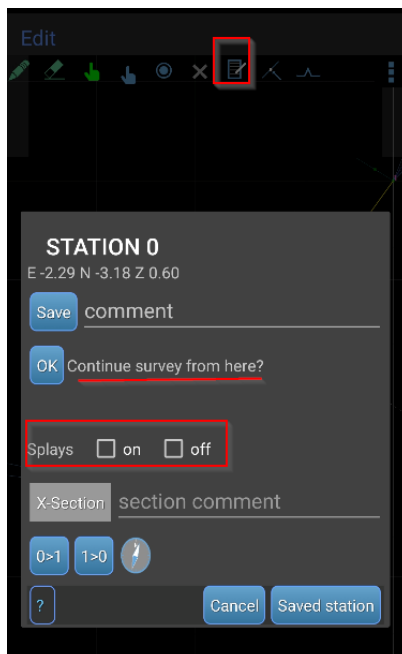 Edit
STATION 0
E -2.29 N -3.18 Z 0.60
Save comment
OK Continue survey from here?
Splays on off
X-Section section comment
0>1 1>0
? Cancel Saved station